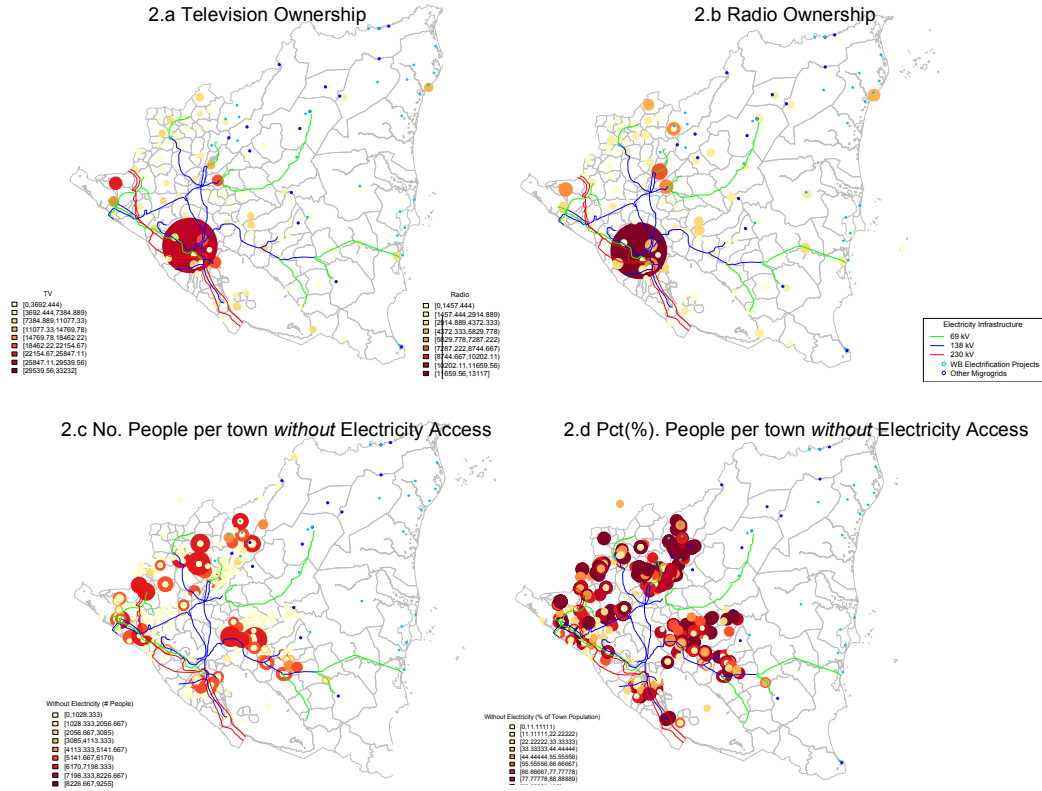 2.a Television Ownership
2.b Radio Ownership
TV
[0,3692.444)
[3692.444,7384.889)
[7384.889,11077.33)
[11077.33,14769.78)
[14769.78,18462.22)
[18462.22,22154.67)
[22154.67,25847.11)
[25847.11,29539.56)
[29539.56,33232]
Radio
[0,1457.444)
[1457.444,2914.889)
[2914.889,4372.333)
[4372.333,5829.778)
[5829.778,7287.222)
[7287.222,8744.667)
[8744.667,10202.11)
[10202.11,11659.56)
[11659.56,13117]
Electricity Infrastructure
69 kV
138 kV
230 kV
WB Electrification Projects
Other Migrogrids
2.c No. People per town without Electricity Access
2.d Pct(%). People per town without Electricity Access
Without Electricity (# People)
[0,1028.333)
[1028.333,2056.667)
[2056.667,3085)
[3085,4113.333)
[4113.333,5141.667)
[5141.667,6170)
[6170,7198.333)
[7198.333,8226.667)
[8226.667,9255]
Without Electricity (% of Town Population)
[0,11.11111)
[11.11111,22.22222)
[22.22222,33.33333)
[33.33333,44.44444)
[44.44444,55.55556)
[55.55556,66.66667)
[66.66667,77.77778)
[77.77778,88.88889)